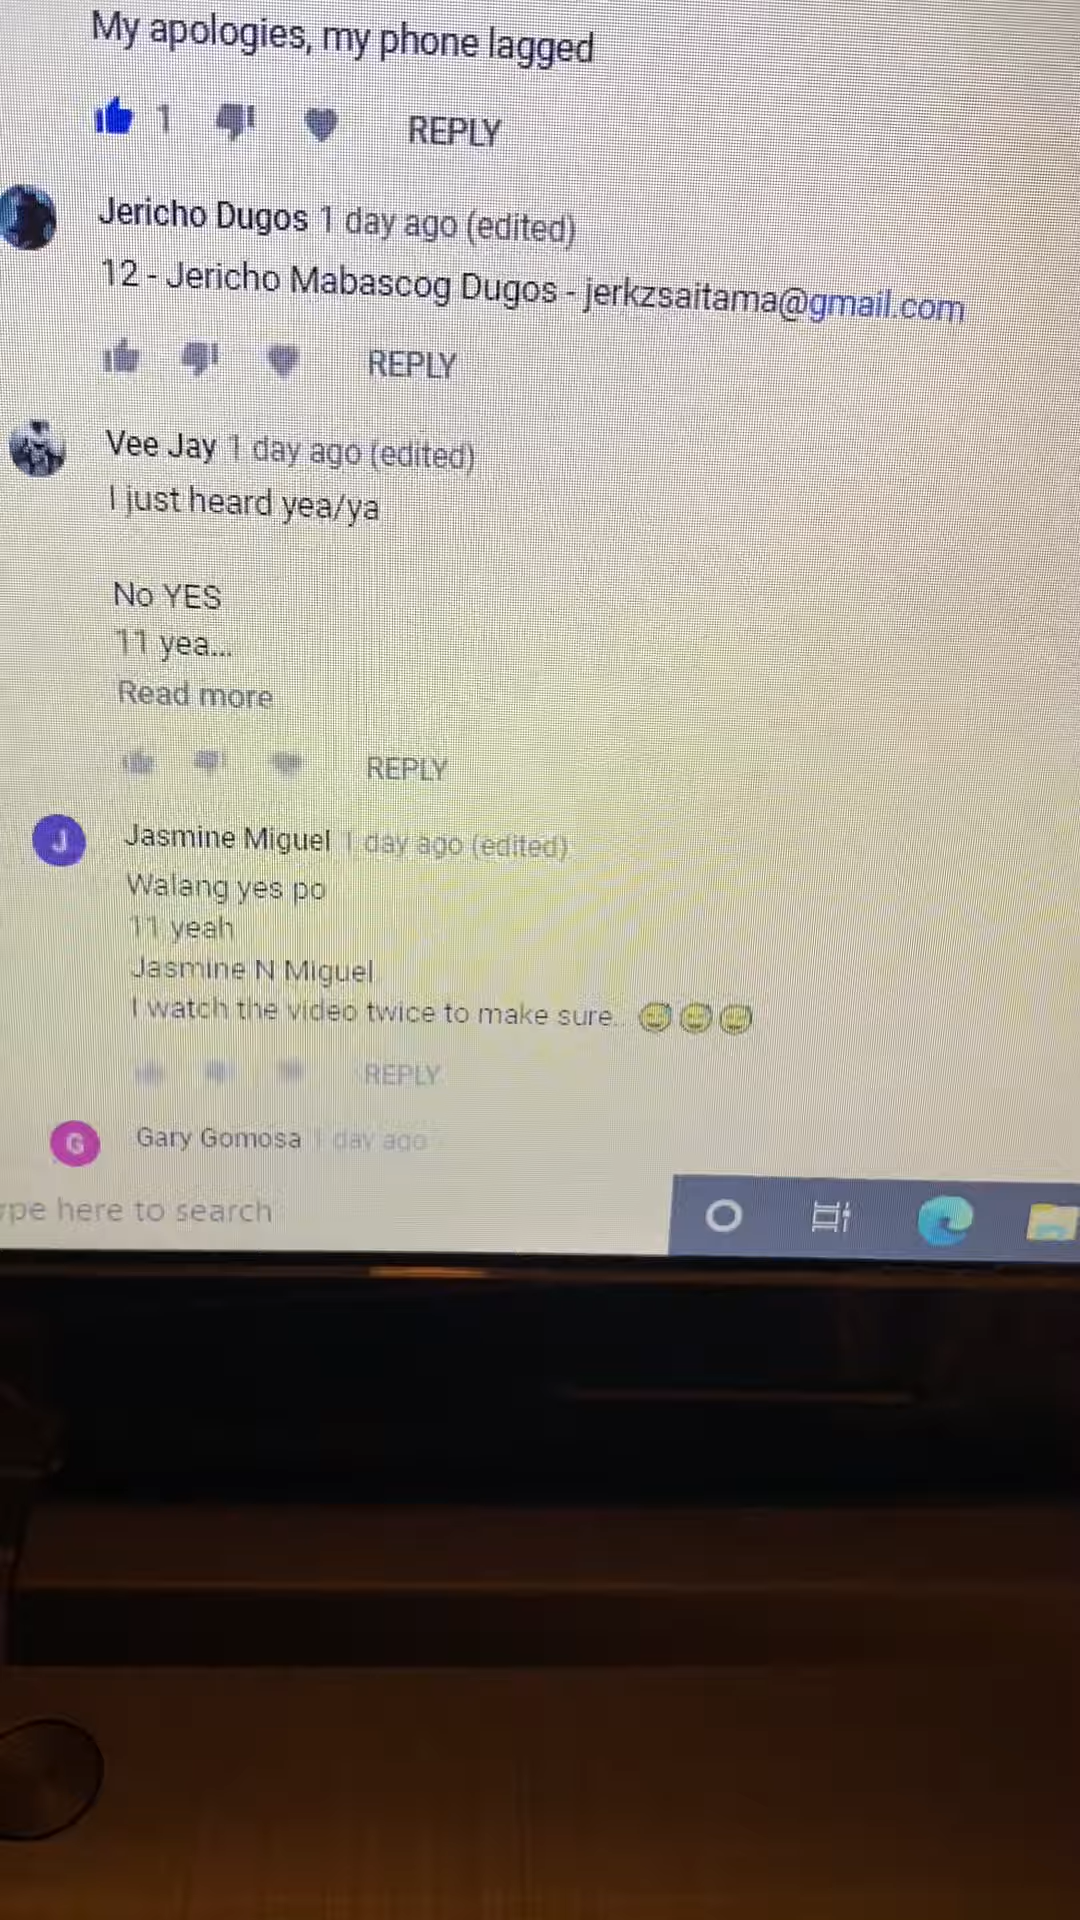 My apologies, my phone lagged
1 REPLY
Jericho Dugos 1 day ago (edited)
12 - Jericho Mabascog Dugos - jerkzsaitama@gmail.com
REPLY
Vee Jay 1 day ago (edited)
I just heard yea/ya
No YES
11 yea...
Read more
REPLY
J
Jasmine Miguel 1 day ago (edited)
Walang yes po
11 yeah
Jasmine N Miguel
I watch the video twice to make sure.. 😊😊😊
REPLY
G
Gary Gomosa 1 day ago
ype here to search